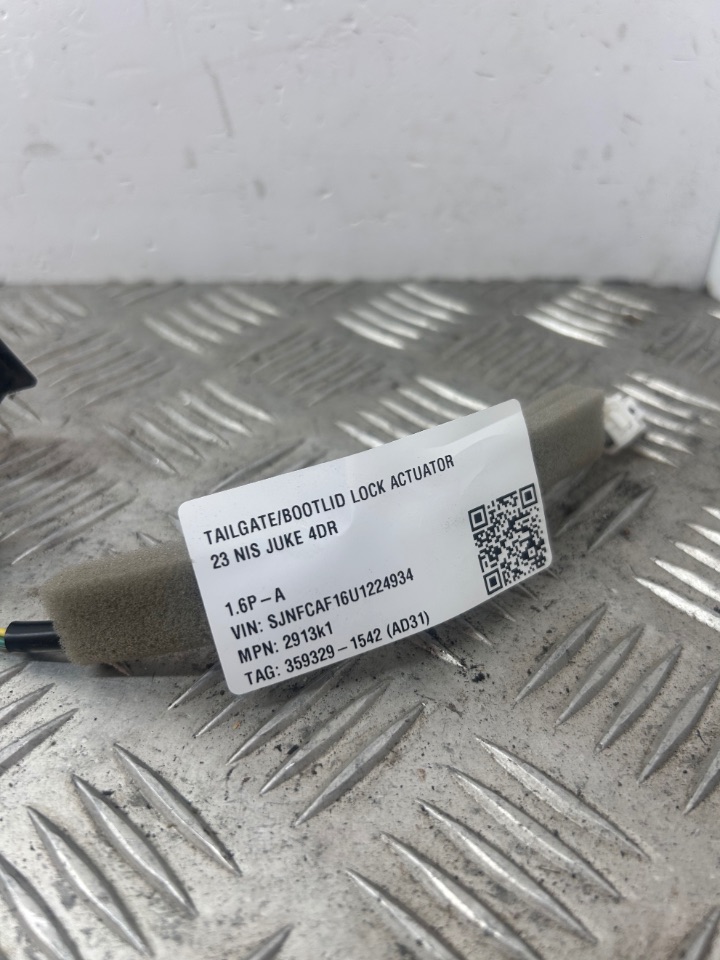 TAILGATE/BOOTLID LOCK ACTUATOR
23 NIS JUKE 4DR
1.6P-A
VIN: SJNFCAF16U1224934
MPN: 2913k1
TAG: 359329-1542 (AD31)